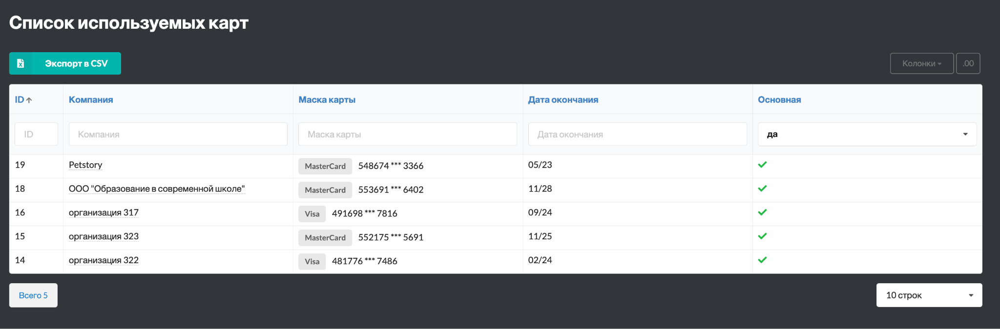 Список используемых карт
Экспорт в CSV
Колонки .00
ID Компания Маска карты Дата окончания Основная
ID Компания Маска карты Дата окончания да
19 Petstory MasterCard 548674 *** 3366 05/23
18 ООО "Образование в современной школе" MasterCard 553691 *** 6402 11/28
16 организация 317 Visa 491698 *** 7816 09/24
15 организация 323 MasterCard 552175 *** 5691 11/25
14 организация 322 Visa 481776 *** 7486 02/24
Всего 5 10 строк